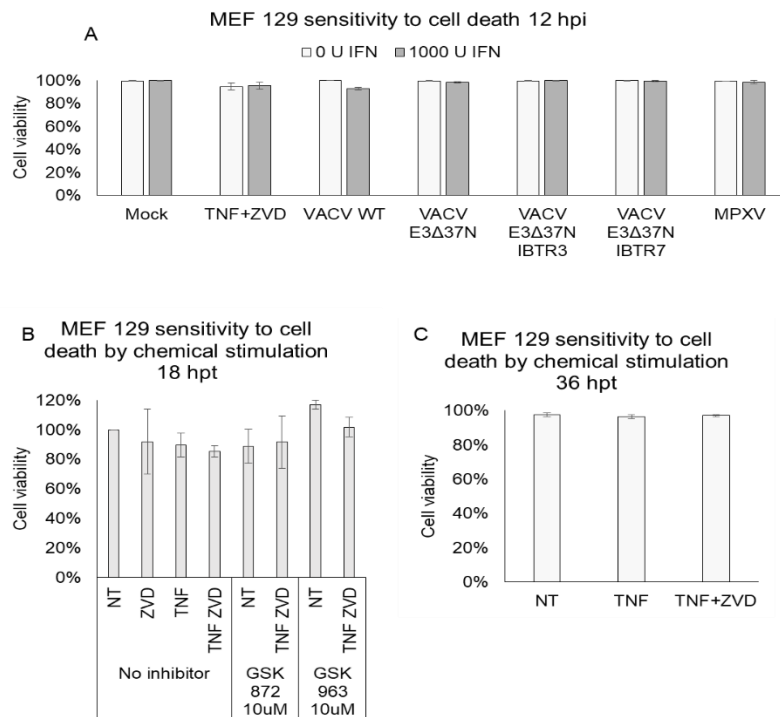 MEF 129 sensitivity to cell death 12 hpi
A
0 U IFN 1000 U IFN
Cell viability
100%
80%
60%
40%
20%
0%
Mock TNF+ZVD VACV WT VACV E3Δ37N VACV E3Δ37N IBTR3 VACV E3Δ37N IBTR7 MPXV
B
MEF 129 sensitivity to cell
death by chemical stimulation
18 hpt
Cell viability
120%
100%
80%
60%
40%
20%
0%
NT ZVD TNF TNF ZVD NT TNF ZVD NT TNF ZVD
No inhibitor GSK 872 10uM GSK 963 10uM
C
MEF 129 sensitivity to cell
death by chemical stimulation
36 hpt
Cell viability
100%
80%
60%
40%
20%
0%
NT TNF TNF+ZVD